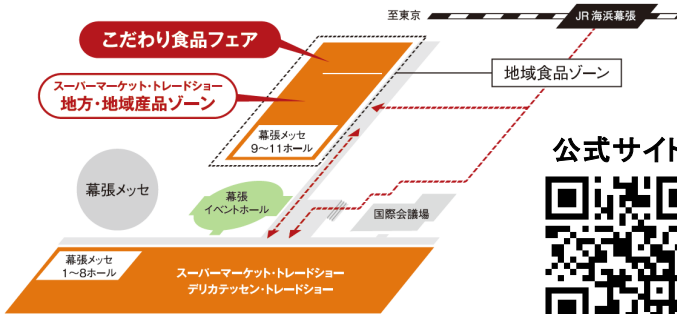 至東京
JR 海浜幕張
こだわり食品フェア
地域食品ゾーン
スーパーマーケット・トレードショー
地方・地域産品ゾーン
幕張メッセ
9〜11ホール
公式サイト
幕張メッセ
幕張
イベントホール
国際会議場
幕張メッセ
1〜8ホール
スーパーマーケット・トレードショー
デリカテッセン・トレードショー